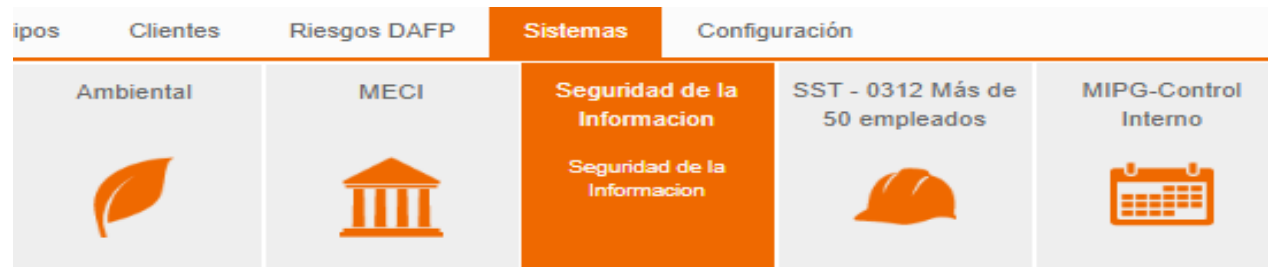 ipos Clientes Riesgos DAFP Sistemas Configuración
Ambiental
MECI
Seguridad de la
Informacion
Seguridad de la
Informacion
SST - 0312 Más de
50 empleados
MIPG-Control
Interno